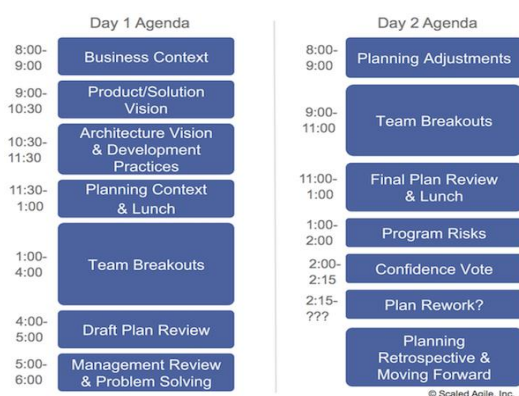 Day 1 Agenda
8:00-
9:00
Business Context
9:00-
10:30
Product/Solution
Vision
10:30-
11:30
Architecture Vision
& Development
Practices
11:30-
1:00
Planning Context
& Lunch
1:00-
4:00
Team Breakouts
4:00-
5:00
Draft Plan Review
5:00-
6:00
Management Review
& Problem Solving
Day 2 Agenda
8:00-
9:00
Planning Adjustments
9:00-
11:00
Team Breakouts
11:00-
1:00
Final Plan Review
& Lunch
1:00-
2:00
Program Risks
2:00-
2:15
Confidence Vote
2:15-
???
Plan Rework?
Planning
Retrospective &
Moving Forward
© Scaled Agile, Inc.